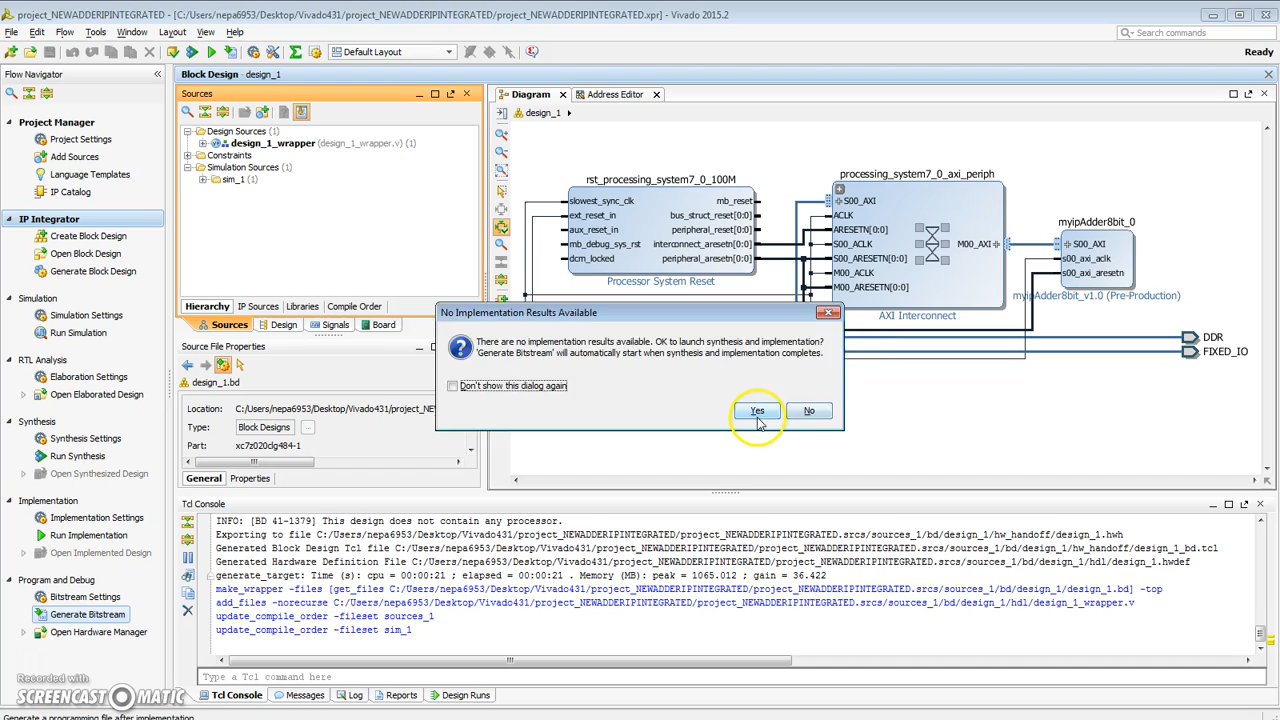 project_NEWADDERIPINTEGRATED - [C:/Users/nepa6953/Desktop/Vivado431/project_NEWADDERIPINTEGRATED/project_NEWADDERIPINTEGRATED.xpr] - Vivado 2015.2
File Edit Flow Tools Window Layout View Help
Search commands
Default Layout
Ready
Flow Navigator
Project Manager
Project Settings
Add Sources
Language Templates
IP Catalog
IP Integrator
Create Block Design
Open Block Design
Generate Block Design
Simulation
Simulation Settings
Run Simulation
RTL Analysis
Elaboration Settings
Open Elaborated Design
Synthesis
Synthesis Settings
Run Synthesis
Open Synthesized Design
Implementation
Implementation Settings
Run Implementation
Open Implemented Design
Program and Debug
Bitstream Settings
Generate Bitstream
Open Hardware Manager
Block Design - design_1
Sources
Design Sources (1)
design_1_wrapper (design_1_wrapper.v) (1)
Constraints
Simulation Sources (1)
sim_1 (1)
Hierarchy IP Sources Libraries Compile Order
Sources Design Signals Board
Source File Properties
design_1.bd
Location: C:/Users/nepa6953/Desktop/Vivado431/project_NEW
Type: Block Designs
Part: xc7z020clg484-1
General Properties
Diagram Address Editor
design_1
rst_processing_system7_0_100M
slowest_sync_clk mb_reset
ext_reset_in bus_struct_reset[0:0]
aux_reset_in peripheral_reset[0:0]
mb_debug_sys_rst interconnect_aresetn[0:0]
dcm_locked peripheral_aresetn[0:0]
Processor System Reset
processing_system7_0_axi_periph
S00_AXI
ACLK
ARESETN[0:0]
S00_ACLK M00_AXI
S00_ARESETN[0:0]
M00_ACLK
M00_ARESETN[0:0]
AXI Interconnect
myipAdder8bit_0
S00_AXI
s00_axi_aclk
s00_axi_aresetn
myipAdder8bit_v1.0 (Pre-Production)
DDR
FIXED_IO
No Implementation Results Available
There are no implementation results available. OK to launch synthesis and implementation?
'Generate Bitstream' will automatically start when synthesis and implementation completes.
Don't show this dialog again
Yes No
Tcl Console
INFO: [BD 41-1379] This design does not contain any processor.
Exporting to file C:/Users/nepa6953/Desktop/Vivado431/project_NEWADDERIPINTEGRATED/project_NEWADDERIPINTEGRATED.srcs/sources_1/bd/design_1/hw_handoff/design_1.hwh
Generated Block Design Tcl file C:/Users/nepa6953/Desktop/Vivado431/project_NEWADDERIPINTEGRATED/project_NEWADDERIPINTEGRATED.srcs/sources_1/bd/design_1/hw_handoff/design_1_bd.tcl
Generated Hardware Definition File C:/Users/nepa6953/Desktop/Vivado431/project_NEWADDERIPINTEGRATED/project_NEWADDERIPINTEGRATED.srcs/sources_1/bd/design_1/hdl/design_1.hwdef
generate_target: Time (s): cpu = 00:00:21 ; elapsed = 00:00:21 . Memory (MB): peak = 1065.012 ; gain = 36.422
make_wrapper -files [get_files C:/Users/nepa6953/Desktop/Vivado431/project_NEWADDERIPINTEGRATED/project_NEWADDERIPINTEGRATED.srcs/sources_1/bd/design_1/design_1.bd] -top
add_files -norecurse C:/Users/nepa6953/Desktop/Vivado431/project_NEWADDERIPINTEGRATED/project_NEWADDERIPINTEGRATED.srcs/sources_1/bd/design_1/hdl/design_1_wrapper.v
update_compile_order -fileset sources_1
update_compile_order -fileset sim_1
Type a Tcl command here
Tcl Console Messages Log Reports Design Runs
Recorded with
SCREENCAST-O-MATIC
Generate a programming file after implementation